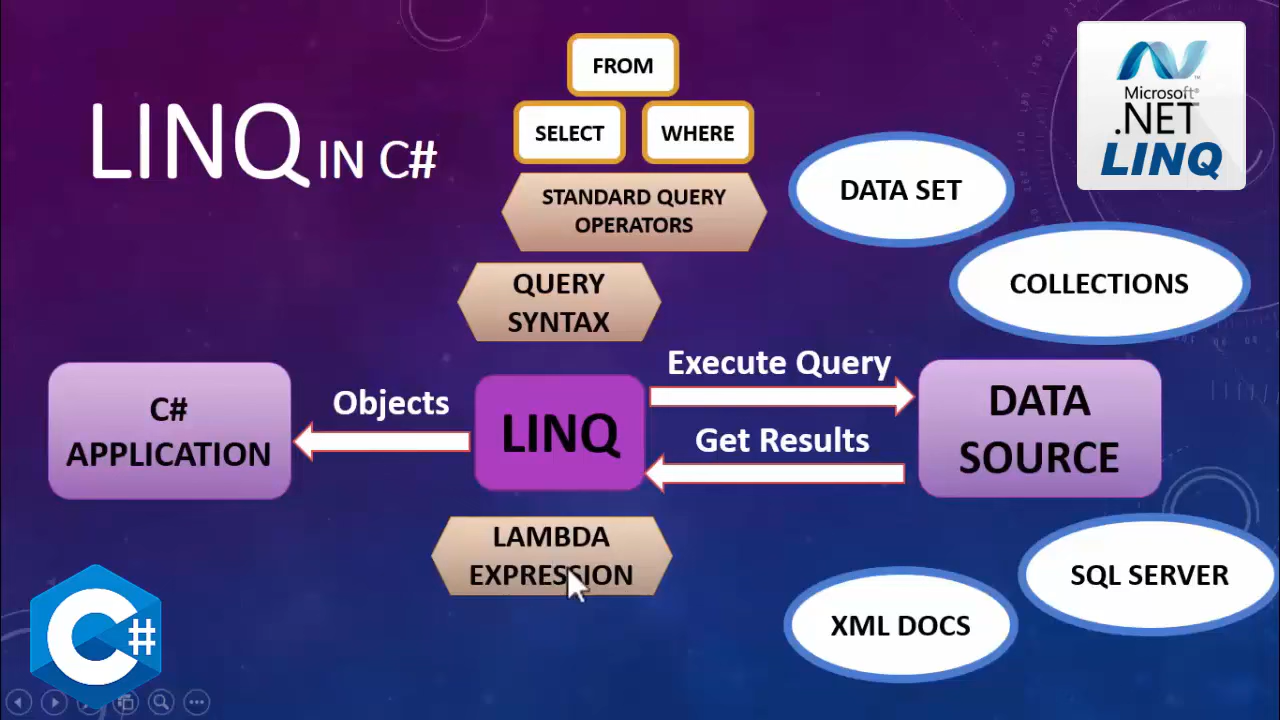 LINQ IN C#
FROM
SELECT
WHERE
STANDARD QUERY
OPERATORS
QUERY
SYNTAX
Microsoft®
.NET
LINQ
DATA SET
COLLECTIONS
C#
APPLICATION
Objects
LINQ
Execute Query
Get Results
DATA
SOURCE
LAMBDA
EXPRESSION
SQL SERVER
XML DOCS
C#